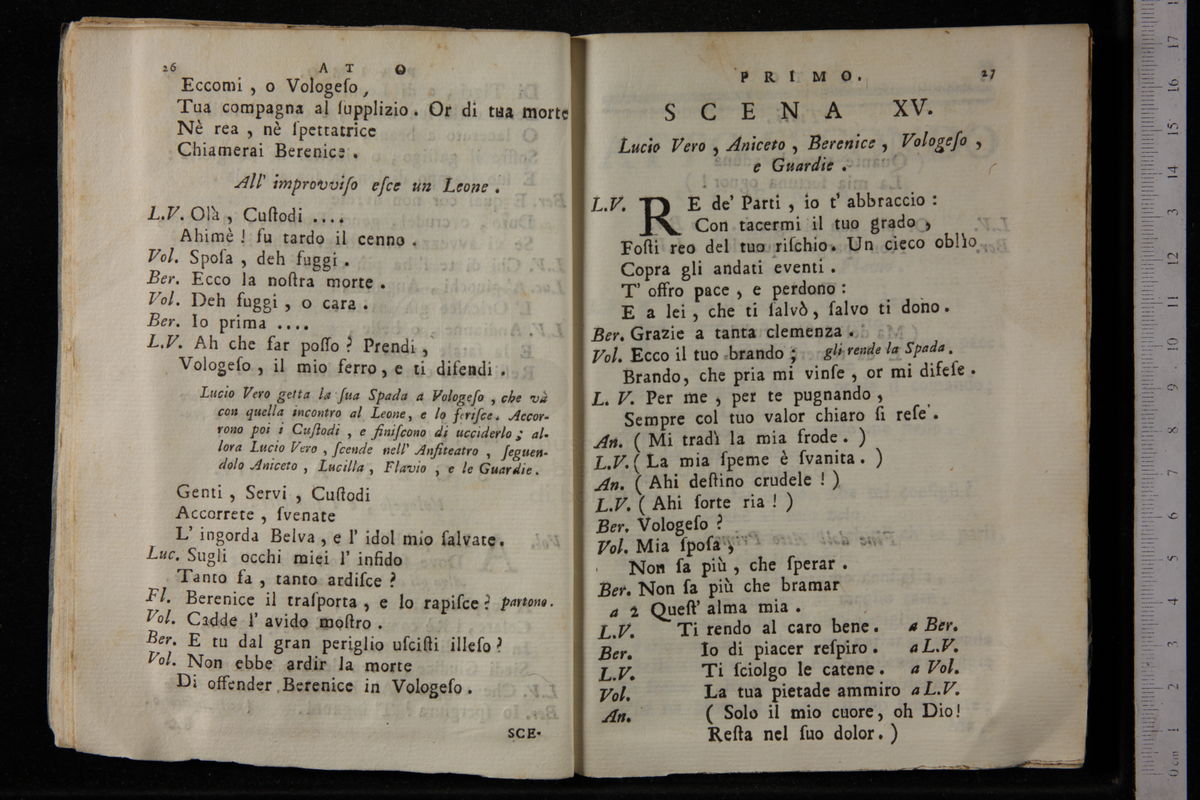 26 A T O
Eccomi , o Vologeſo ,
Tua compagna al ſupplizio . Or di tua morte
Nè rea , nè ſpettatrice
Chiamerai Berenice .
All' improvviſo eſce un Leone .
L.V. Olà , Cuſtodi ....
Ahimè ! fu tardo il cenno .
Vol. Spoſa , deh fuggi .
Ber. Ecco la noſtra morte .
Vol. Deh fuggi , o cara .
Ber. Io prima ....
L.V. Ah che far poſſo ? Prendi ,
Vologeſo , il mio ferro , e ti difendi .
Lucio Vero getta la ſua Spada a Vologeſo , che và
con quella incontro al Leone , e lo feriſce . Accor-
rono poi i Cuſtodi , e finiſcono di ucciderlo ; al-
lora Lucio Vero , ſcende nell' Anfiteatro , ſeguen-
dolo Aniceto , Lucilla , Flavio , e le Guardie .
Genti , Servi , Cuſtodi
Accorrete , ſvenate
L' ingorda Belva , e l' idol mio ſalvate .
Luc. Sugli occhi miei l' infido
Tanto fa , tanto ardiſce ?
Fl. Berenice il traſporta , e lo rapiſce ? partono .
Vol. Cadde l' avido moſtro .
Ber. E tu dal gran periglio uſciſti illeſo ?
Vol. Non ebbe ardir la morte
Di offender Berenice in Vologeſo .
SCE-
P R I M O . 27
S C E N A XV.
Lucio Vero , Aniceto , Berenice , Vologeſo ,
e Guardie .
L.V. RE de' Parti , io t' abbraccio :
Con tacermi il tuo grado ,
Foſti reo del tuo riſchio . Un cieco obllo
Copra gli andati eventi .
T' offro pace , e perdono :
E a lei , che ti ſalvò , ſalvo ti dono .
Ber. Grazie a tanta clemenza .
Vol. Ecco il tuo brando ; gli rende la Spada .
Brando , che pria mi vinſe , or mi difeſe .
L. V. Per me , per te pugnando ,
Sempre col tuo valor chiaro ſi reſe .
An. ( Mi tradì la mia frode . )
L.V. ( La mia ſpeme è ſvanita . )
An. ( Ahi deſtino crudele ! )
L.V. ( Ahi ſorte ria ! )
Ber. Vologeſo ?
Vol. Mia ſpoſa ,
Non ſa più , che ſperar .
Ber. Non ſa più che bramar
a 2 Queſt' alma mia .
L.V. Ti rendo al caro bene . a Ber.
Ber. Io di piacer reſpiro . a L.V.
L.V. Ti ſciolgo le catene . a Vol.
Vol. La tua pietade ammiro a L.V.
An. ( Solo il mio cuore , oh Dio !
Reſta nel ſuo dolor . )